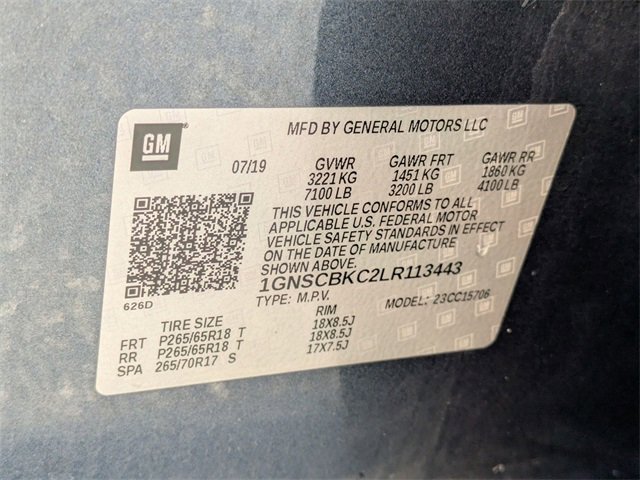 GM
MFD BY GENERAL MOTORS LLC
07/19 GVWR GAWR FRT GAWR RR
3221 KG 1451 KG 1860 KG
7100 LB 3200 LB 4100 LB
THIS VEHICLE CONFORMS TO ALL
APPLICABLE U.S. FEDERAL MOTOR
VEHICLE SAFETY STANDARDS IN EFFECT
ON THE DATE OF MANUFACTURE
SHOWN ABOVE.
1GNSCBKC2LR113443
626D
TYPE: M.P.V. MODEL: 23CC15706
TIRE SIZE RIM
FRT P265/65R18 T 18X8.5J
RR P265/65R18 T 18X8.5J
SPA 265/70R17 S 17X7.5J